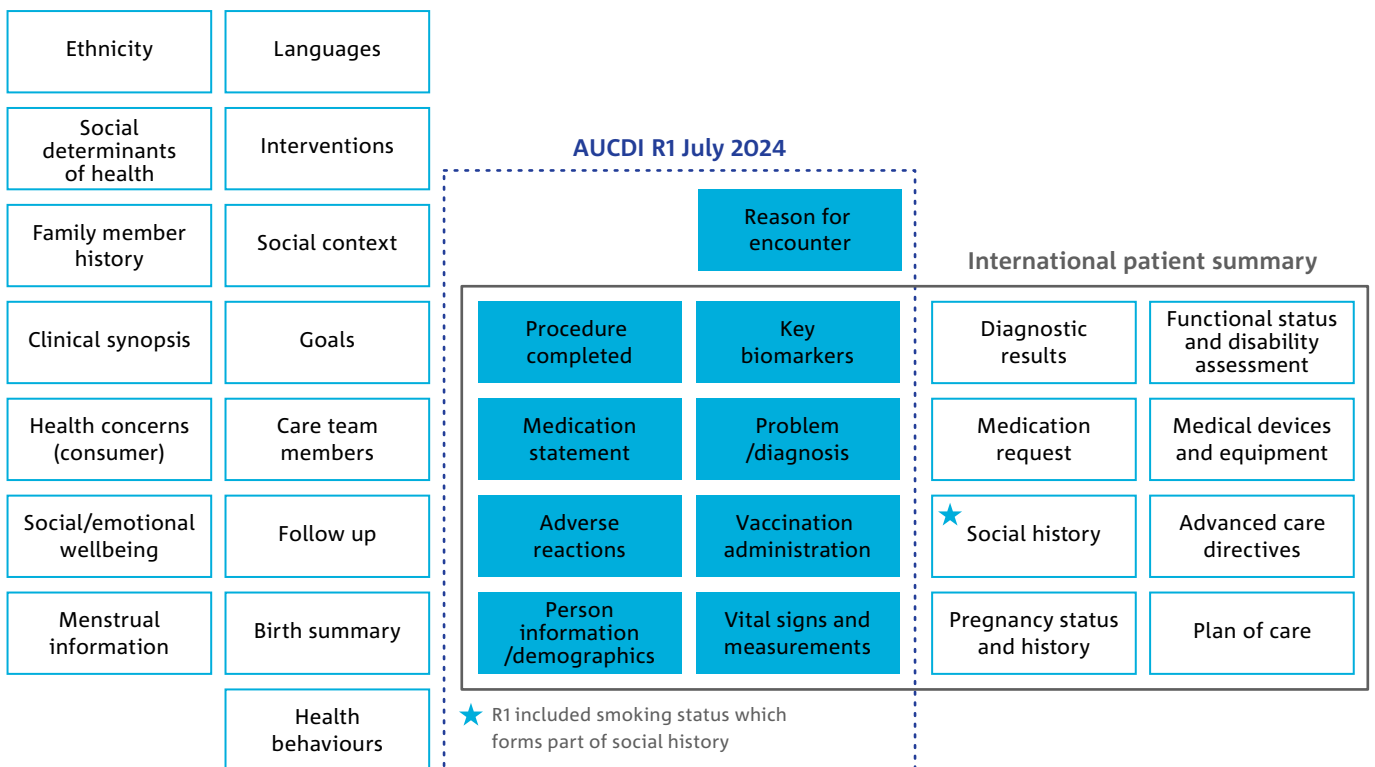 Ethnicity
Languages
Social
determinants
of health
Interventions
AUCDI R1 July 2024
Reason for
encounter
Family member
history
Social context
International patient summary
Clinical synopsis
Goals
Procedure
completed
Key
biomarkers
Diagnostic
results
Functional status
and disability
assessment
Health concerns
(consumer)
Care team
members
Medication
statement
Problem
/diagnosis
Medication
request
Medical devices
and equipment
Social/emotional
wellbeing
Follow up
Adverse
reactions
Vaccination
administration
Social history
Advanced care
directives
Menstrual
information
Birth summary
Person
information
/demographics
Vital signs and
measurements
Pregnancy status
and history
Plan of care
Health
behaviours
R1 included smoking status which
forms part of social history